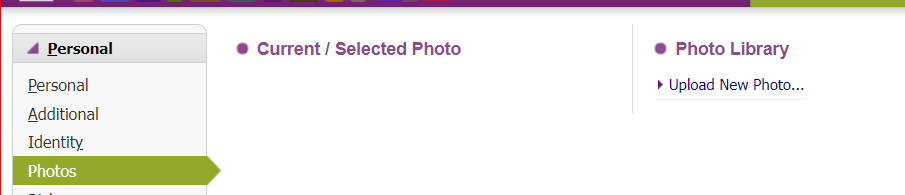 Personal
Current / Selected Photo
Photo Library
Personal
Upload New Photo...
Additional
Identity
Photos